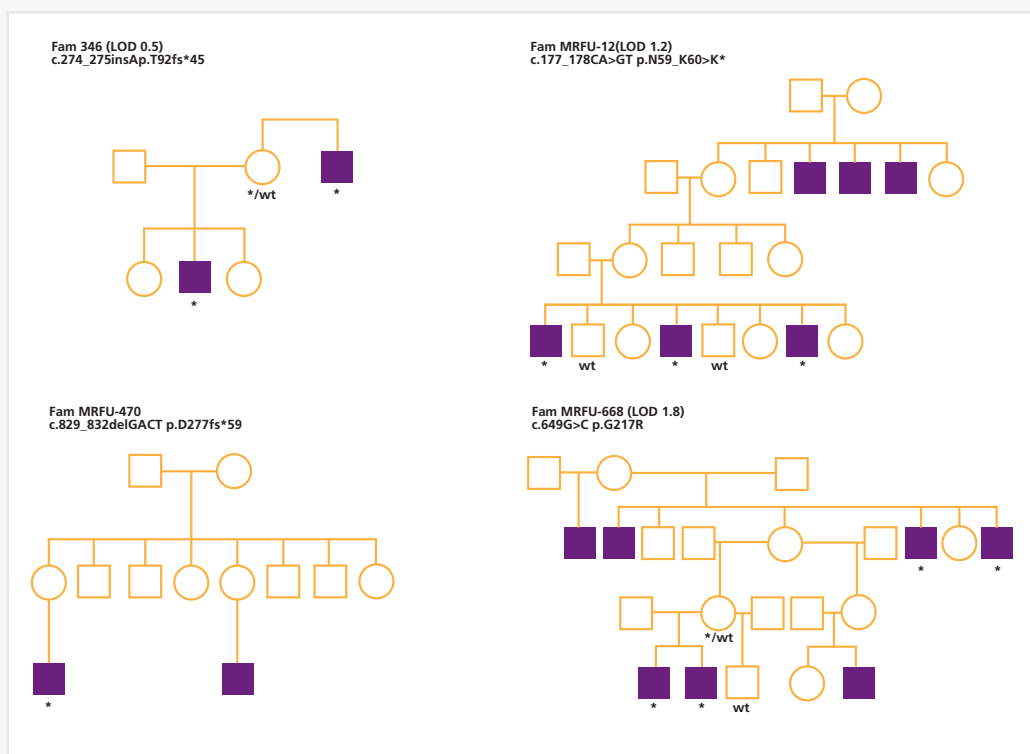 Fam 346 (LOD 0.5)
c.274_275insAp.T92fs*45
*/wt
*
*
Fam MRFU-12(LOD 1.2)
c.177_178CA>GT p.N59_K60>K*
* wt * wt *
Fam MRFU-470
c.829_832delGACT p.D277fs*59
*
Fam MRFU-668 (LOD 1.8)
c.649G>C p.G217R
* *
*/wt
* * wt